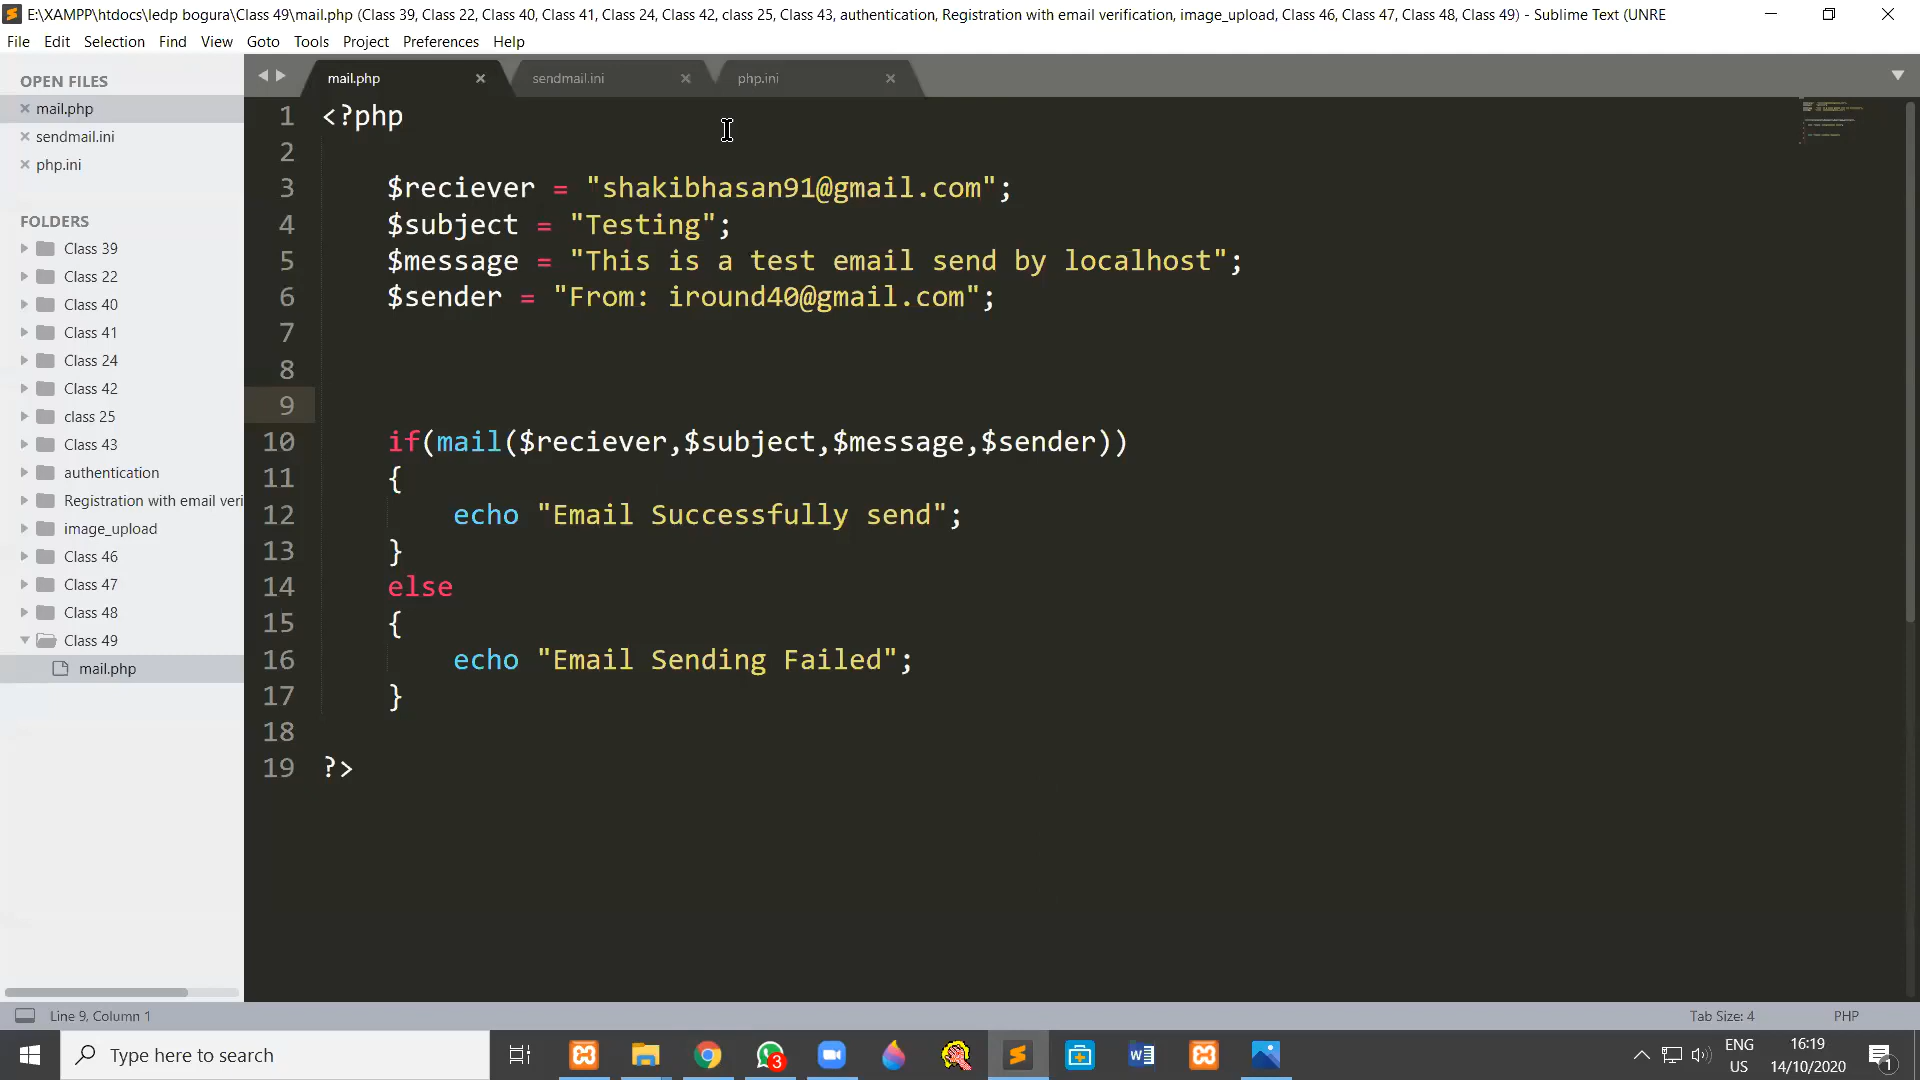 E:\XAMPP\htdocs\ledp bogura\Class 49\mail.php (Class 39, Class 22, Class 40, Class 41, Class 24, Class 42, class 25, Class 43, authentication, Registration with email verification, image_upload, Class 46, Class 47, Class 48, Class 49) - Sublime Text (UNRE
File Edit Selection Find View Goto Tools Project Preferences Help
OPEN FILES
mail.php
sendmail.ini
php.ini
FOLDERS
Class 39
Class 22
Class 40
Class 41
Class 24
Class 42
class 25
Class 43
authentication
Registration with email veri
image_upload
Class 46
Class 47
Class 48
Class 49
mail.php
mail.php sendmail.ini php.ini
1 <?php
2
3 $reciever = "shakibhasan91@gmail.com";
4 $subject = "Testing";
5 $message = "This is a test email send by localhost";
6 $sender = "From: iround40@gmail.com";
7
8
9
10 if(mail($reciever,$subject,$message,$sender))
11 {
12 echo "Email Successfully send";
13 }
14 else
15 {
16 echo "Email Sending Failed";
17 }
18
19 ?>
Line 9, Column 1 Tab Size: 4 PHP
Type here to search
3
W
ENG
US
16:19
14/10/2020
1